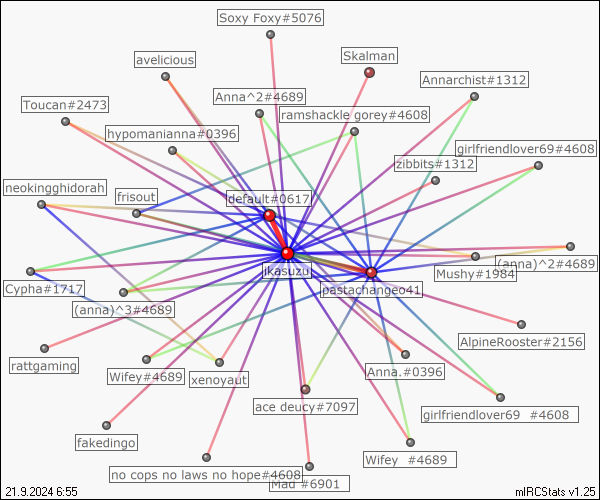 Soxy Foxy#5076
Skalman
avelicious
Annarchist#1312
Anna^2#4689
Toucan#2473
ramshackle gorey#4608
hypomanianna#0396
girlfriendlover69#4608
zibbits#1312
neokingghidorah
frisout
default#0617
(anna)^2#4689
ikasuzu
Mushy#1984
Cypha#1717
pastachangeo41
(anna)^3#4689
AlpineRooster#2156
rattgaming
Wifey#4689
xenoyaut
Anna.#0396
ace deucy#7097
girlfriendlover69 #4608
fakedingo
Wifey #4689
no cops no laws no hope#4608
Mad #6901
21.9.2024 6:55
mIRCStats v1.25